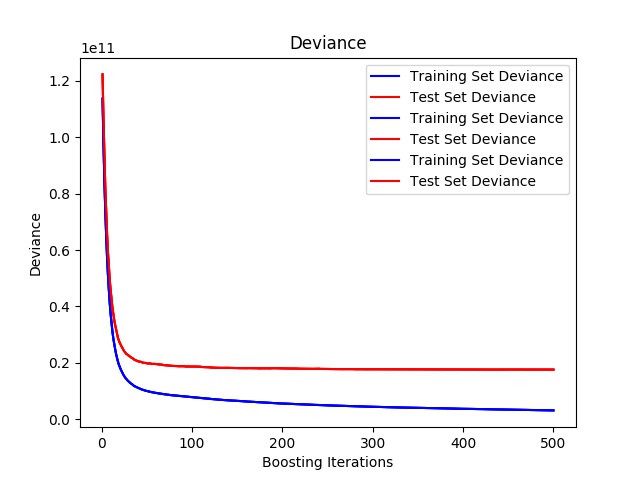 Deviance
1e11
Training Set Deviance
Test Set Deviance
Training Set Deviance
Test Set Deviance
Training Set Deviance
Test Set Deviance
1.2
1.0
0.8
0.6
0.4
0.2
0.0
Deviance
0 100 200 300 400 500
Boosting Iterations